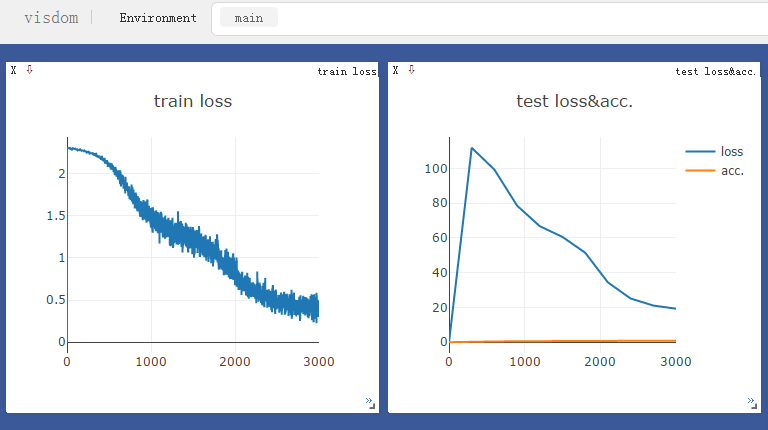 visdom Environment main
X train loss
train loss
2
1.5
1
0.5
0
0 1000 2000 3000
X test loss&acc.
test loss&acc.
loss
acc.
100
80
60
40
20
0
0 1000 2000 3000